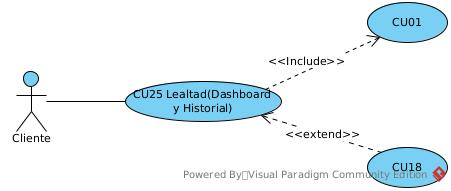 CU01
<<Include>>
CU25 Lealtad(Dashboard
y Historial)
Cliente
<<extend>>
CU18
Powered By Visual Paradigm Community Edition